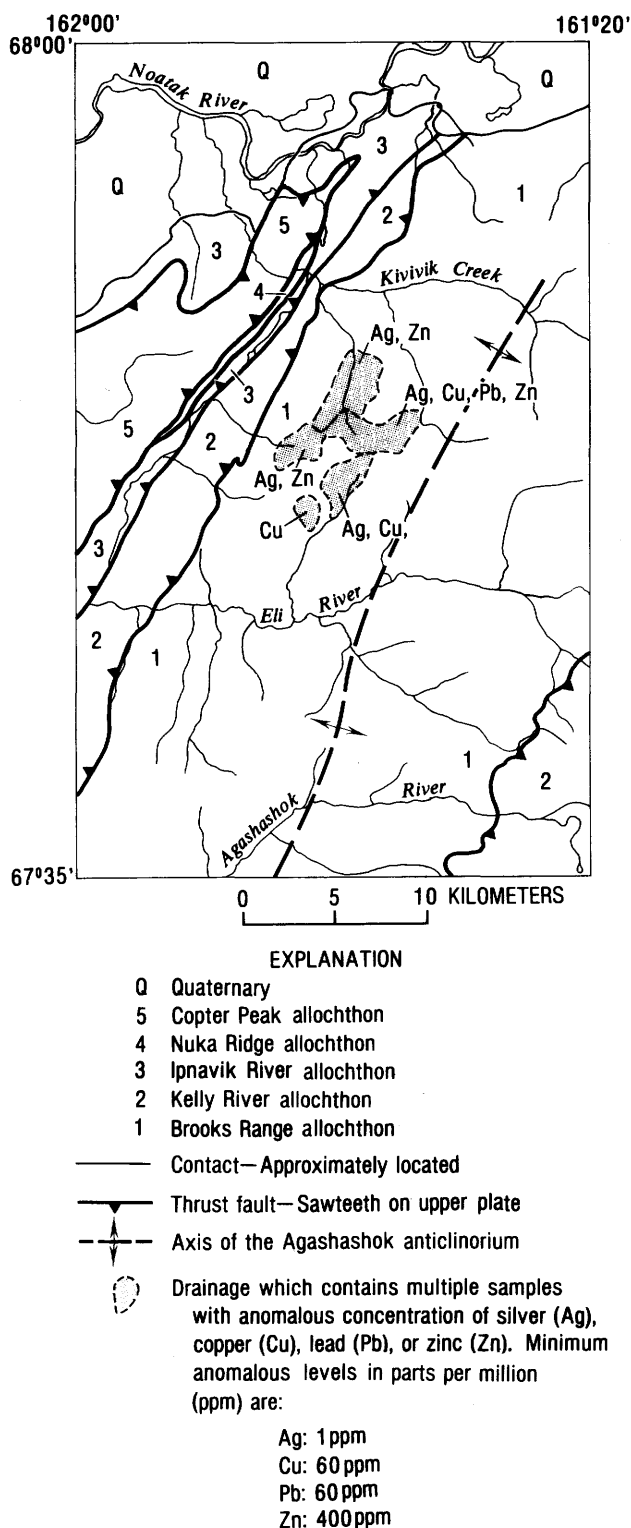 162°00'
161°20'
68°00'
Noatak River
Q
Q
Q
3
1
5
2
3
4
Kivivik Creek
Ag, Zn
3
1
Ag, Cu, Pb, Zn
5
2
Ag, Zn
Cu
Ag, Cu,
3
Eli River
2
1
1
2
Agashashok River
67°35'
0 5 10 KILOMETERS
EXPLANATION
Q Quaternary
5 Copter Peak allochthon
4 Nuka Ridge allochthon
3 Ipnavik River allochthon
2 Kelly River allochthon
1 Brooks Range allochthon
Contact—Approximately located
Thrust fault—Sawteeth on upper plate
Axis of the Agashashok anticlinorium
Drainage which contains multiple samples
with anomalous concentration of silver (Ag),
copper (Cu), lead (Pb), or zinc (Zn). Minimum
anomalous levels in parts per million
(ppm) are:
Ag: 1 ppm
Cu: 60 ppm
Pb: 60 ppm
Zn: 400 ppm